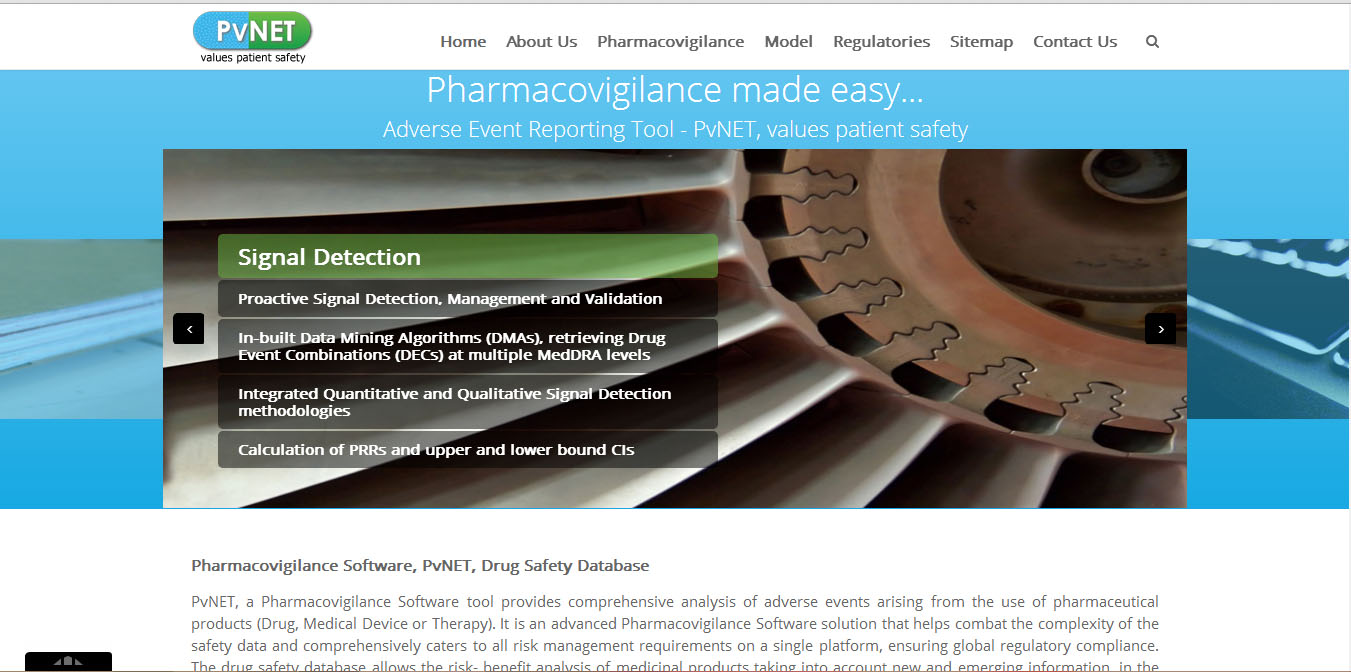 PvNET
values patient safety
Home About Us Pharmacovigilance Model Regulatories Sitemap Contact Us
Pharmacovigilance made easy...
Adverse Event Reporting Tool - PvNET, values patient safety
Signal Detection
Proactive Signal Detection, Management and Validation
In-built Data Mining Algorithms (DMAs), retrieving Drug
Event Combinations (DECs) at multiple MedDRA levels
Integrated Quantitative and Qualitative Signal Detection
methodologies
Calculation of PRRs and upper and lower bound CIs
Pharmacovigilance Software, PvNET, Drug Safety Database
PvNET, a Pharmacovigilance Software tool provides comprehensive analysis of adverse events arising from the use of pharmaceutical
products (Drug, Medical Device or Therapy). It is an advanced Pharmacovigilance Software solution that helps combat the complexity of the
safety data and comprehensively caters to all risk management requirements on a single platform, ensuring global regulatory compliance.
The drug safety database allows the risk- benefit analysis of medicinal products taking into account new and emerging information, in the